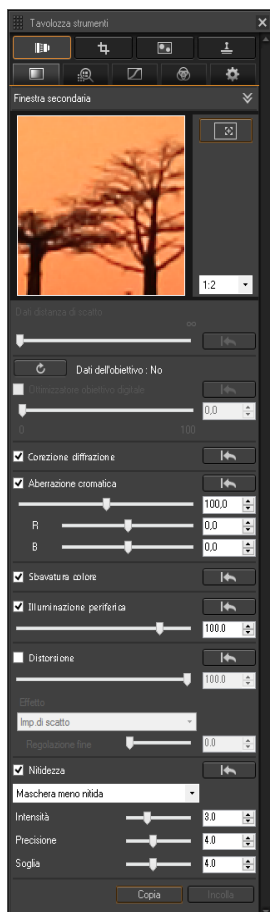 Tavolozza strumenti
Finestra secondaria
1:2
Dati distanza di scatto
∞
Dati dell'obiettivo : No
Ottimizzatore obiettivo digitale
0,0
0 100
Corezione diffrazione
Aberrazione cromatica
100,0
R 0,0
B 0,0
Sbavatura colore
Illuminazione periferica
100.0
Distorsione
100.0
Effetto
Imp.di scatto
Regolazione fine 0.0
Nitidezza
Maschera meno nitida
Intensità 3.0
Precisione 4.0
Soglia 4.0
Copia Incolla